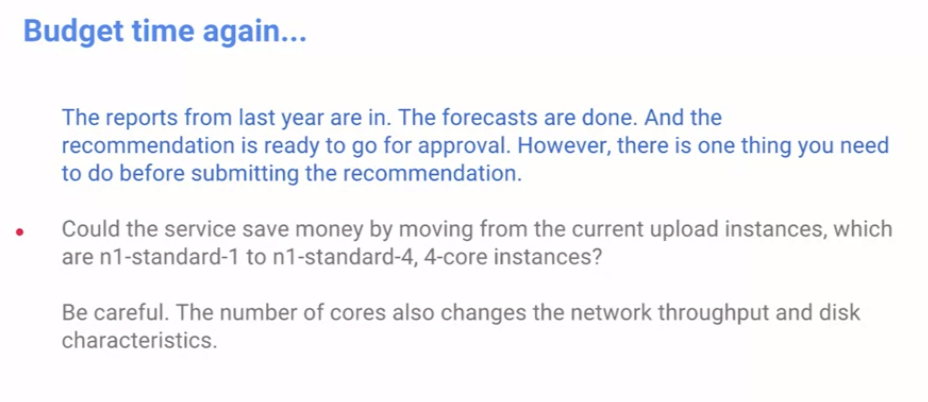 Budget time again...
The reports from last year are in. The forecasts are done. And the
recommendation is ready to go for approval. However, there is one thing you need
to do before submitting the recommendation.
Could the service save money by moving from the current upload instances, which
are n1-standard-1 to n1-standard-4, 4-core instances?
Be careful. The number of cores also changes the network throughput and disk
characteristics.